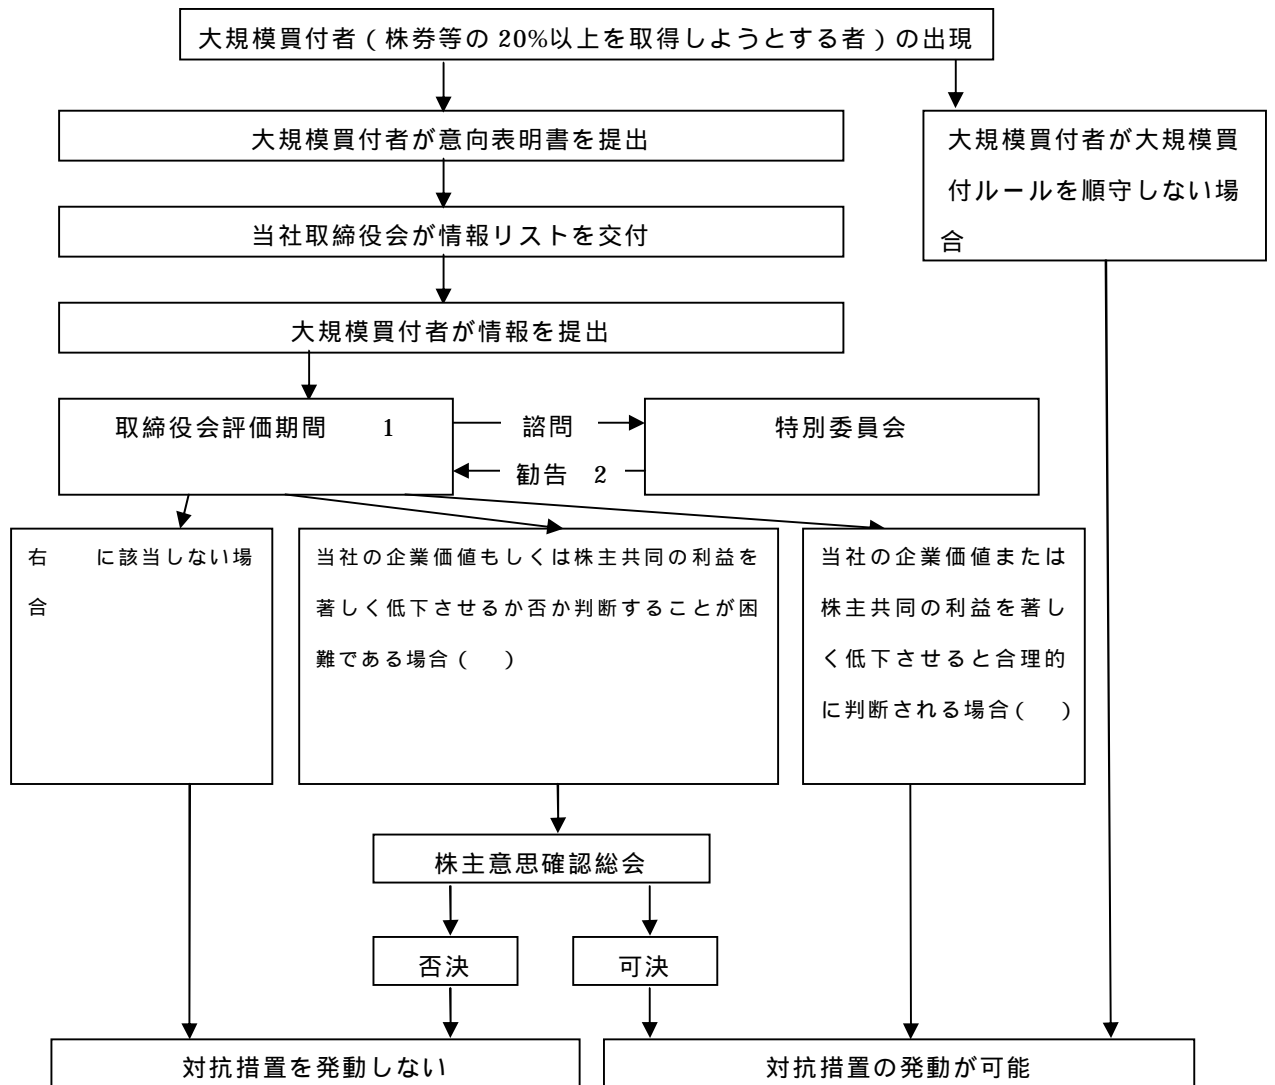 大規模買付者(株券等の 20%以上を取得しようとする者)の出現
大規模買付者が意向表明書を提出
大規模買付者が大規模買
付ルールを順守しない場
合
当社取締役会が情報リストを交付
大規模買付者が情報を提出
取締役会評価期間 1
諮問
特別委員会
勧告 2
右 に該当しない場
合
当社の企業価値もしくは株主共同の利益を
著しく低下させるか否か判断することが困
難である場合( )
当社の企業価値または
株主共同の利益を著し
く低下させると合理的
に判断される場合( )
株主意思確認総会
否決
可決
対抗措置を発動しない
対抗措置の発動が可能